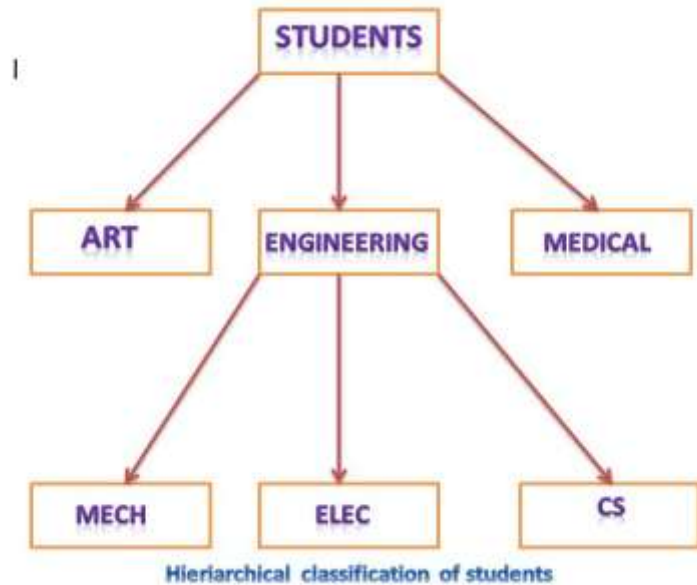 STUDENTS
I
ART
ENGINEERING
MEDICAL
MECH
ELEC
CS
Hieriarchical classification of students